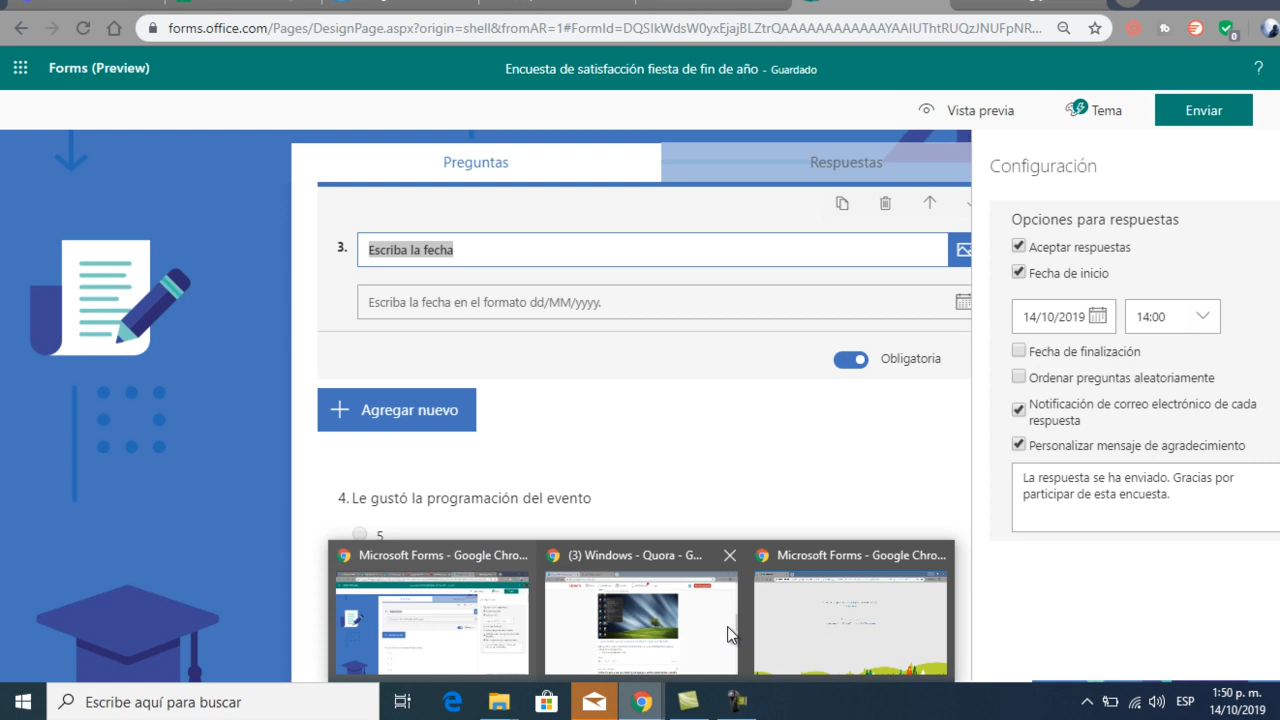 forms.office.com/Pages/DesignPage.aspx?origin=shell&fromAR=1#FormId=DQSIkWdsW0yxEjajBLZtrQAAAAAAAAAAAAYAAIUThtRUQzJNUFpNR...
0
Forms (Preview)
Encuesta de satisfacción fiesta de fin de año - Guardado
?
Vista previa
Tema
Enviar
Preguntas
Respuestas
Configuración
Opciones para respuestas
Aceptar respuestas
Fecha de inicio
14/10/2019
14:00
Fecha de finalización
Ordenar preguntas aleatoriamente
Notificación de correo electrónico de cada
respuesta
Personalizar mensaje de agradecimiento
La respuesta se ha enviado. Gracias por
participar de esta encuesta.
3.
Escriba la fecha
Escriba la fecha en el formato dd/MM/yyyy.
Obligatoria
Agregar nuevo
4. Le gustó la programación del evento
5
Microsoft Forms - Google Chro...
(3) Windows - Quora - G...
Microsoft Forms - Google Chro...
Escribe aquí para buscar
ESP
1:50 p. m.
14/10/2019